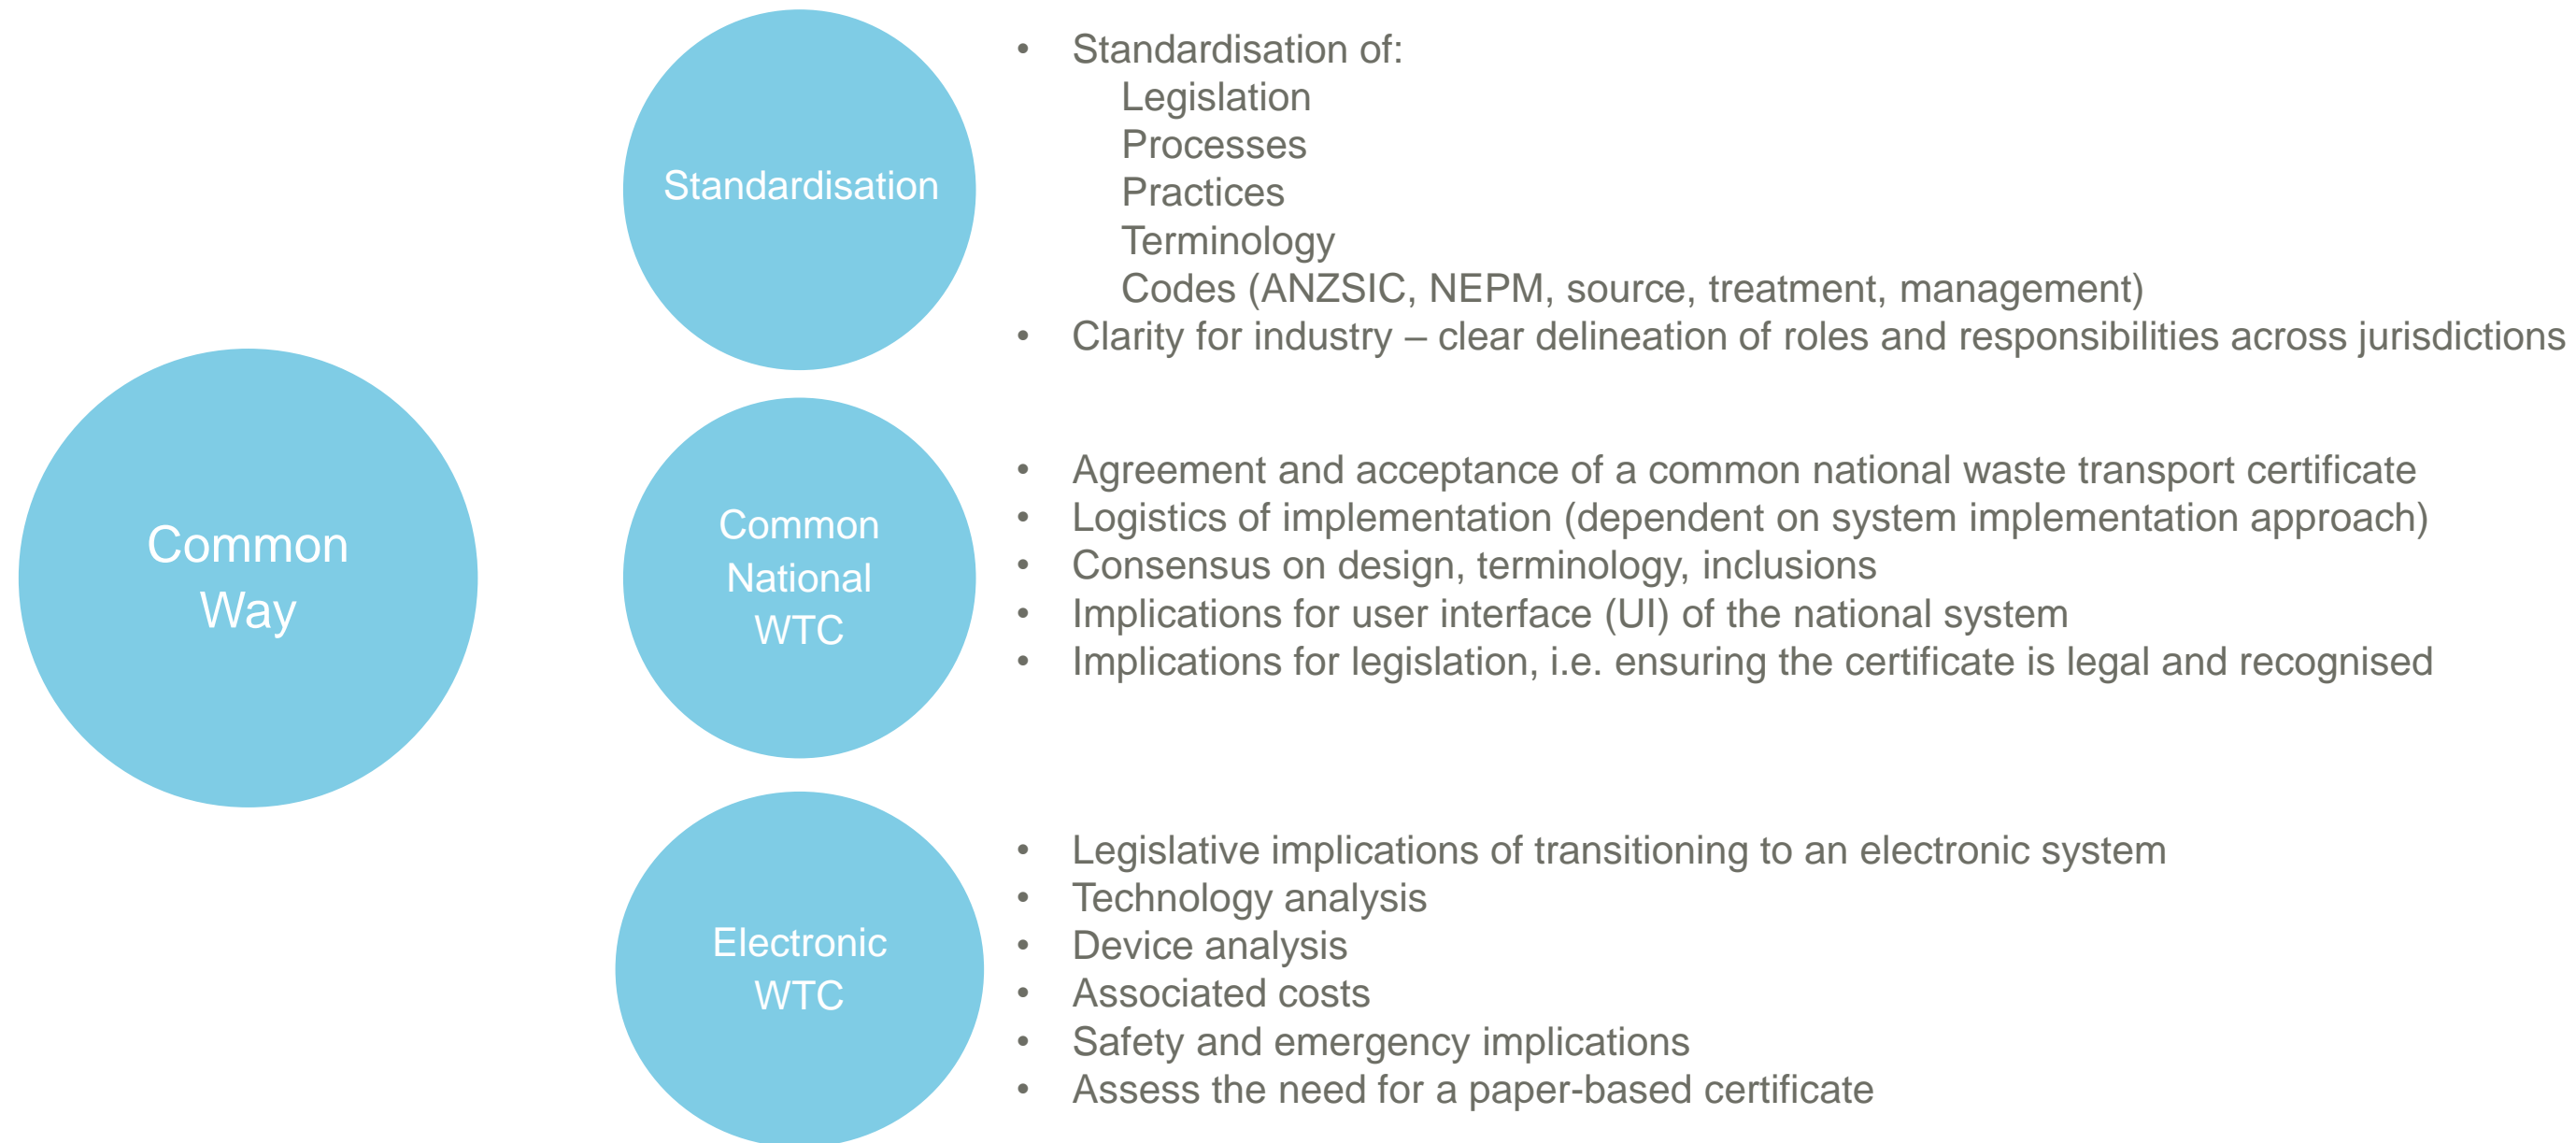 Common
Way
Standardisation
• Standardisation of:
Legislation
Processes
Practices
Terminology
Codes (ANZSIC, NEPM, source, treatment, management)
• Clarity for industry – clear delineation of roles and responsibilities across jurisdictions
Common
National
WTC
• Agreement and acceptance of a common national waste transport certificate
• Logistics of implementation (dependent on system implementation approach)
• Consensus on design, terminology, inclusions
• Implications for user interface (UI) of the national system
• Implications for legislation, i.e. ensuring the certificate is legal and recognised
Electronic
WTC
• Legislative implications of transitioning to an electronic system
• Technology analysis
• Device analysis
• Associated costs
• Safety and emergency implications
• Assess the need for a paper-based certificate